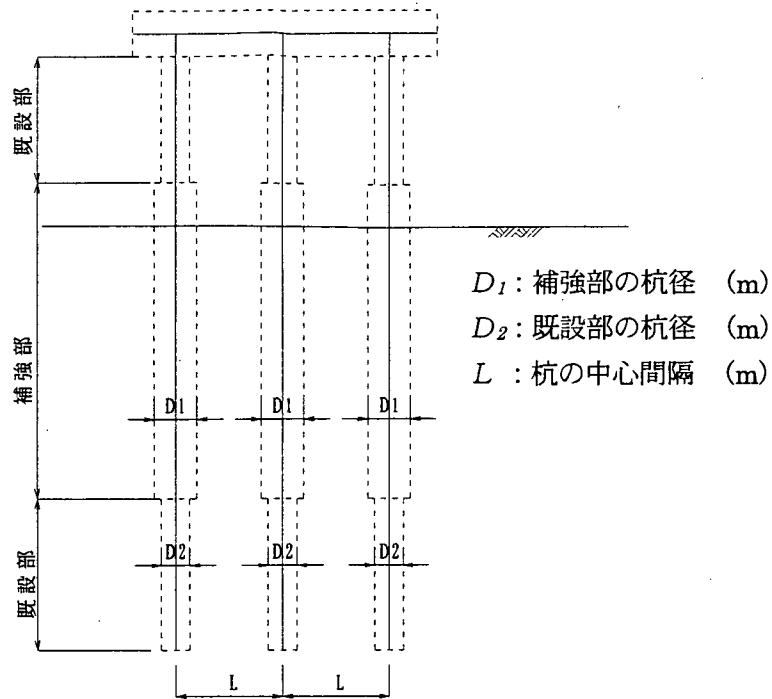 既設部
補強部
既設部
D1 D1 D1
D2 D2 D2
L L
D1：補強部の杭径 (m)
D2：既設部の杭径 (m)
L：杭の中心間隔 (m)